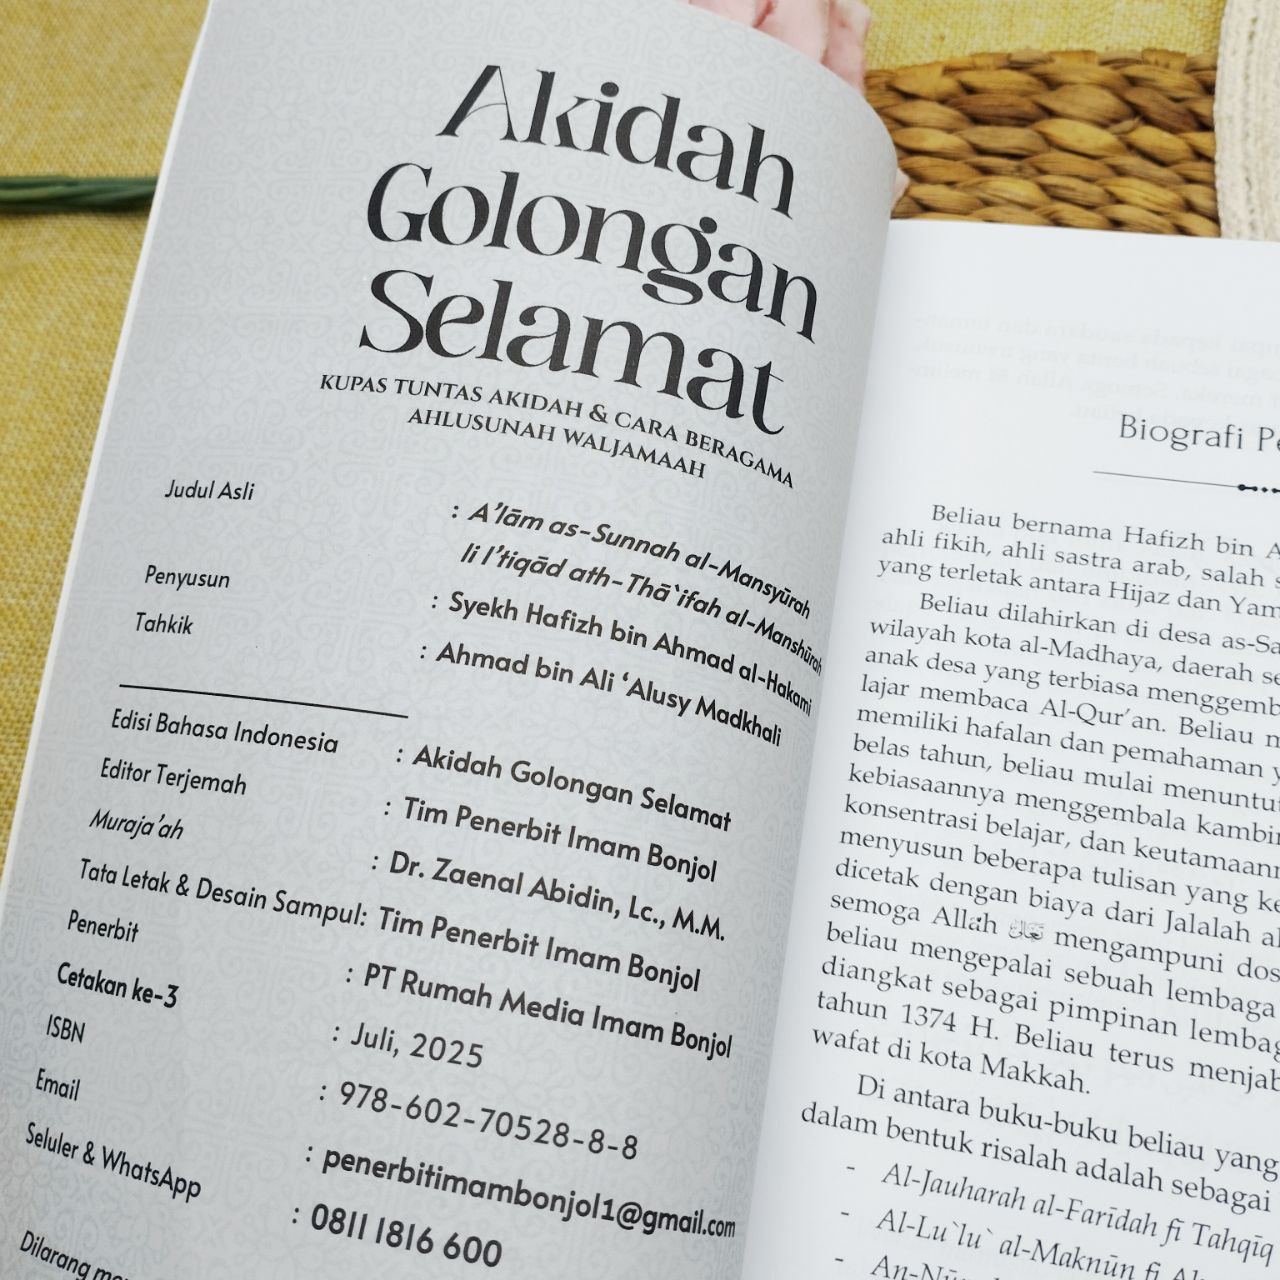 Akidah
Golongan
Selamat
KUPAS TUNTAS AKIDAH & CARA BERAGAMA
AHLUSUNAH WALJAMAAH
Judul Asli : A'lām as-Sunnah al-Mansyūrah
li I'tiqād ath-Thā`ifah al-Manshūrah
Penyusun : Syekh Hafizh bin Ahmad al-Hakami
Tahkik : Ahmad bin Ali ‘Alusy Madkhali
Edisi Bahasa Indonesia : Akidah Golongan Selamat
Editor Terjemah : Tim Penerbit Imam Bonjol
Muraja’ah : Dr. Zaenal Abidin, Lc., M.M.
Tata Letak & Desain Sampul: Tim Penerbit Imam Bonjol
Penerbit : PT Rumah Media Imam Bonjol
Cetakan ke-3 : Juli, 2025
ISBN : 978-602-70528-8-8
Email : penerbitimambonjol1@gmail.com
Seluler & WhatsApp : 0811 1816 600
Dilarang
Biografi
Beliau bernama Hafizh bin
ahli fikih, ahli sastra arab, salah
yang terletak antara Hijaz dan
Beliau dilahirkan di desa
wilayah kota al-Madhaya, daerah
anak desa yang terbiasa
lajar membaca Al-Qur’an. Beliau
memiliki hafalan dan pemahaman
belas tahun, beliau mulai
kebiasaannya menggembala
konsentrasi belajar, dan
menyusun beberapa tulisan yang
dicetak dengan biaya dari Jalalah
semoga Allah mengampuni
beliau mengepalai sebuah lembaga
diangkat sebagai pimpinan
tahun 1374 H. Beliau terus
wafat di kota Makkah.
Di antara buku-buku beliau yang
dalam bentuk risalah adalah sebagai
- Al-Jauharah al-Farīdah fī Tahqīq
- Al-Lu`lu` al-Maknūn fī
-